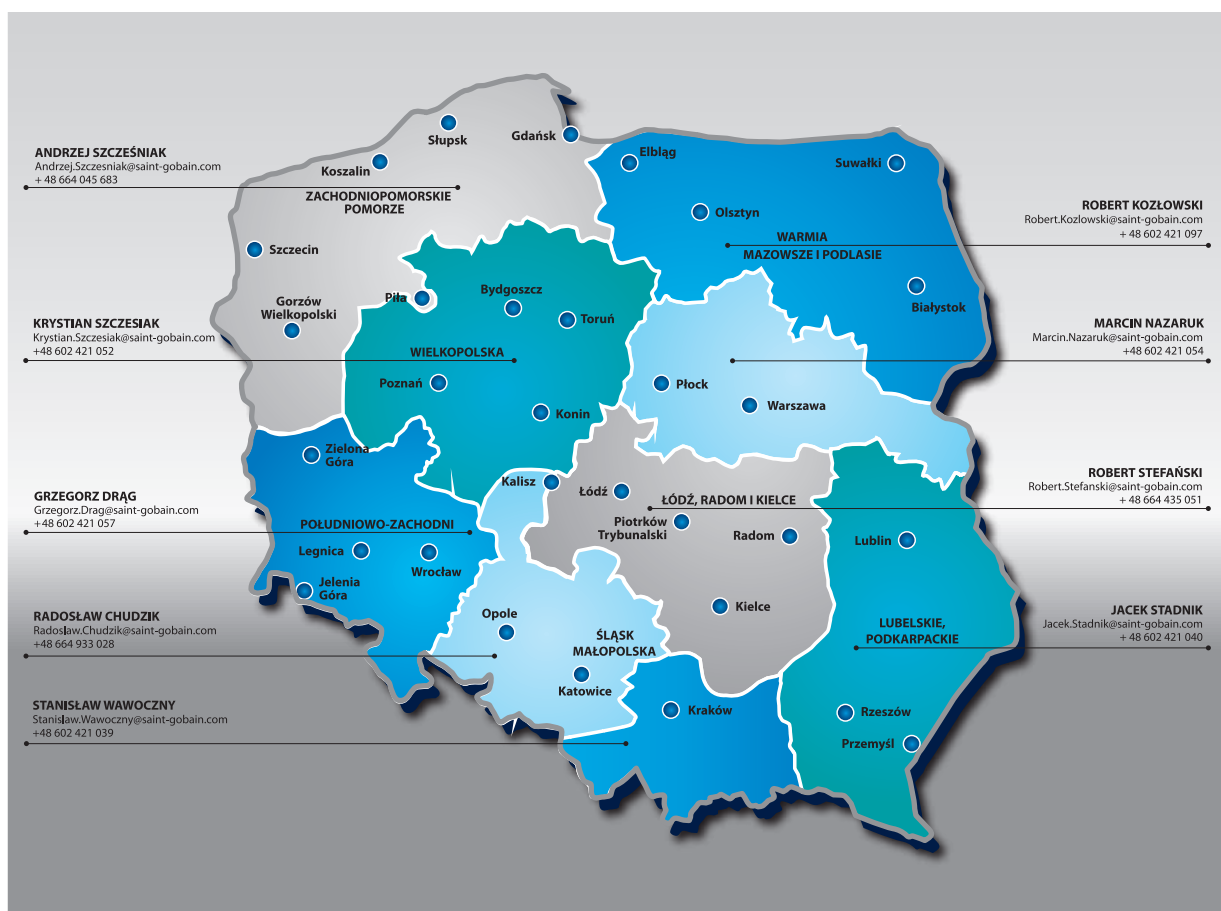 ANDRZEJ SZCZEŚNIAK
Andrzej.Szczesniak@saint-gobain.com
+ 48 664 045 683
KRYSTIAN SZCZESIAK
Krystian.Szczesiak@saint-gobain.com
+48 602 421 052
GRZEGORZ DRĄG
Grzegorz.Drag@saint-gobain.com
+48 602 421 057
RADOSŁAW CHUDZIK
Radoslaw.Chudzik@saint-gobain.com
+48 664 933 028
STANISŁAW WAWOCZNY
Stanislaw.Wawoczny@saint-gobain.com
+48 602 421 039
Słupsk
Gdańsk
Koszalin
ZACHODNIOPOMORSKIE
POMORZE
Szczecin
Gorzów
Wielkopolski
Piła
Elbląg
Suwałki
Olsztyn
WARMIA
MAZOWSZE I PODLASIE
Białystok
Bydgoszcz
Toruń
WIELKOPOLSKA
Poznań
Konin
Płock
Warszawa
Zielona
Góra
Kalisz
POŁUDNIOWO-ZACHODNI
Legnica
Wrocław
Jelenia
Góra
Łódź
ŁÓDŹ, RADOM I KIELCE
Piotrków
Trybunalski
Radom
Kielce
Lublin
LUBELSKIE,
PODKARPACKIE
Rzeszów
Przemyśl
Opole
ŚLĄSK
MAŁOPOLSKA
Katowice
Kraków
ROBERT KOZŁOWSKI
Robert.Kozlowski@saint-gobain.com
+ 48 602 421 097
MARCIN NAZARUK
Marcin.Nazaruk@saint-gobain.com
+48 602 421 054
ROBERT STEFAŃSKI
Robert.Stefanski@saint-gobain.com
+ 48 664 435 051
JACEK STADNIK
Jacek.Stadnik@saint-gobain.com
+ 48 602 421 040